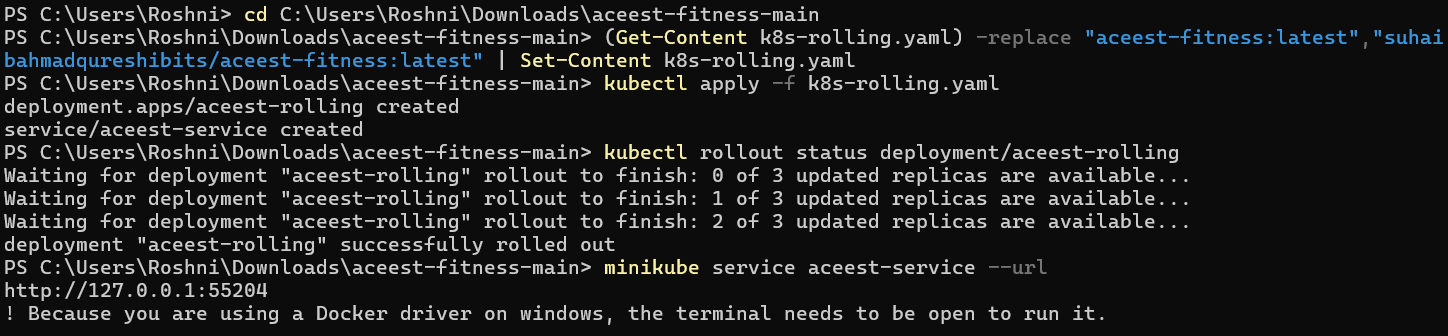 PS C:\Users\Roshni> cd C:\Users\Roshni\Downloads\aceest-fitness-main
PS C:\Users\Roshni\Downloads\aceest-fitness-main> (Get-Content k8s-rolling.yaml) -replace "aceest-fitness:latest","suhai
bahmadqureshibits/aceest-fitness:latest" | Set-Content k8s-rolling.yaml
PS C:\Users\Roshni\Downloads\aceest-fitness-main> kubectl apply -f k8s-rolling.yaml
deployment.apps/aceest-rolling created
service/aceest-service created
PS C:\Users\Roshni\Downloads\aceest-fitness-main> kubectl rollout status deployment/aceest-rolling
Waiting for deployment "aceest-rolling" rollout to finish: 0 of 3 updated replicas are available...
Waiting for deployment "aceest-rolling" rollout to finish: 1 of 3 updated replicas are available...
Waiting for deployment "aceest-rolling" rollout to finish: 2 of 3 updated replicas are available...
deployment "aceest-rolling" successfully rolled out
PS C:\Users\Roshni\Downloads\aceest-fitness-main> minikube service aceest-service --url
http://127.0.0.1:55204
! Because you are using a Docker driver on windows, the terminal needs to be open to run it.